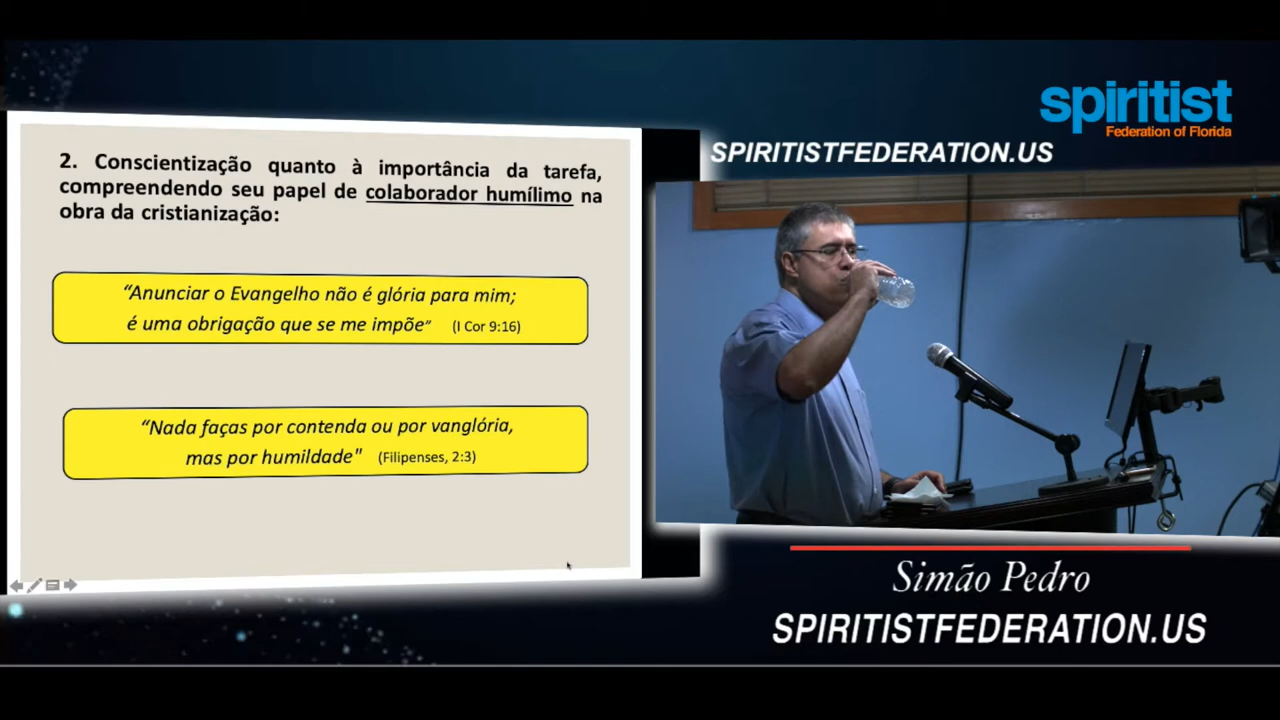 spiritist
Federation of Florida
SPIRITISTFEDERATION.US
2. Conscientização quanto à importância da tarefa,
compreendendo seu papel de colaborador humílimo na
obra da cristianização:
“Anunciar o Evangelho não é glória para mim;
é uma obrigação que se me impõe” (I Cor 9:16)
“Nada faças por contenda ou por vanglória,
mas por humildade" (Filipenses, 2:3)
Simão Pedro
SPIRITISTFEDERATION.US